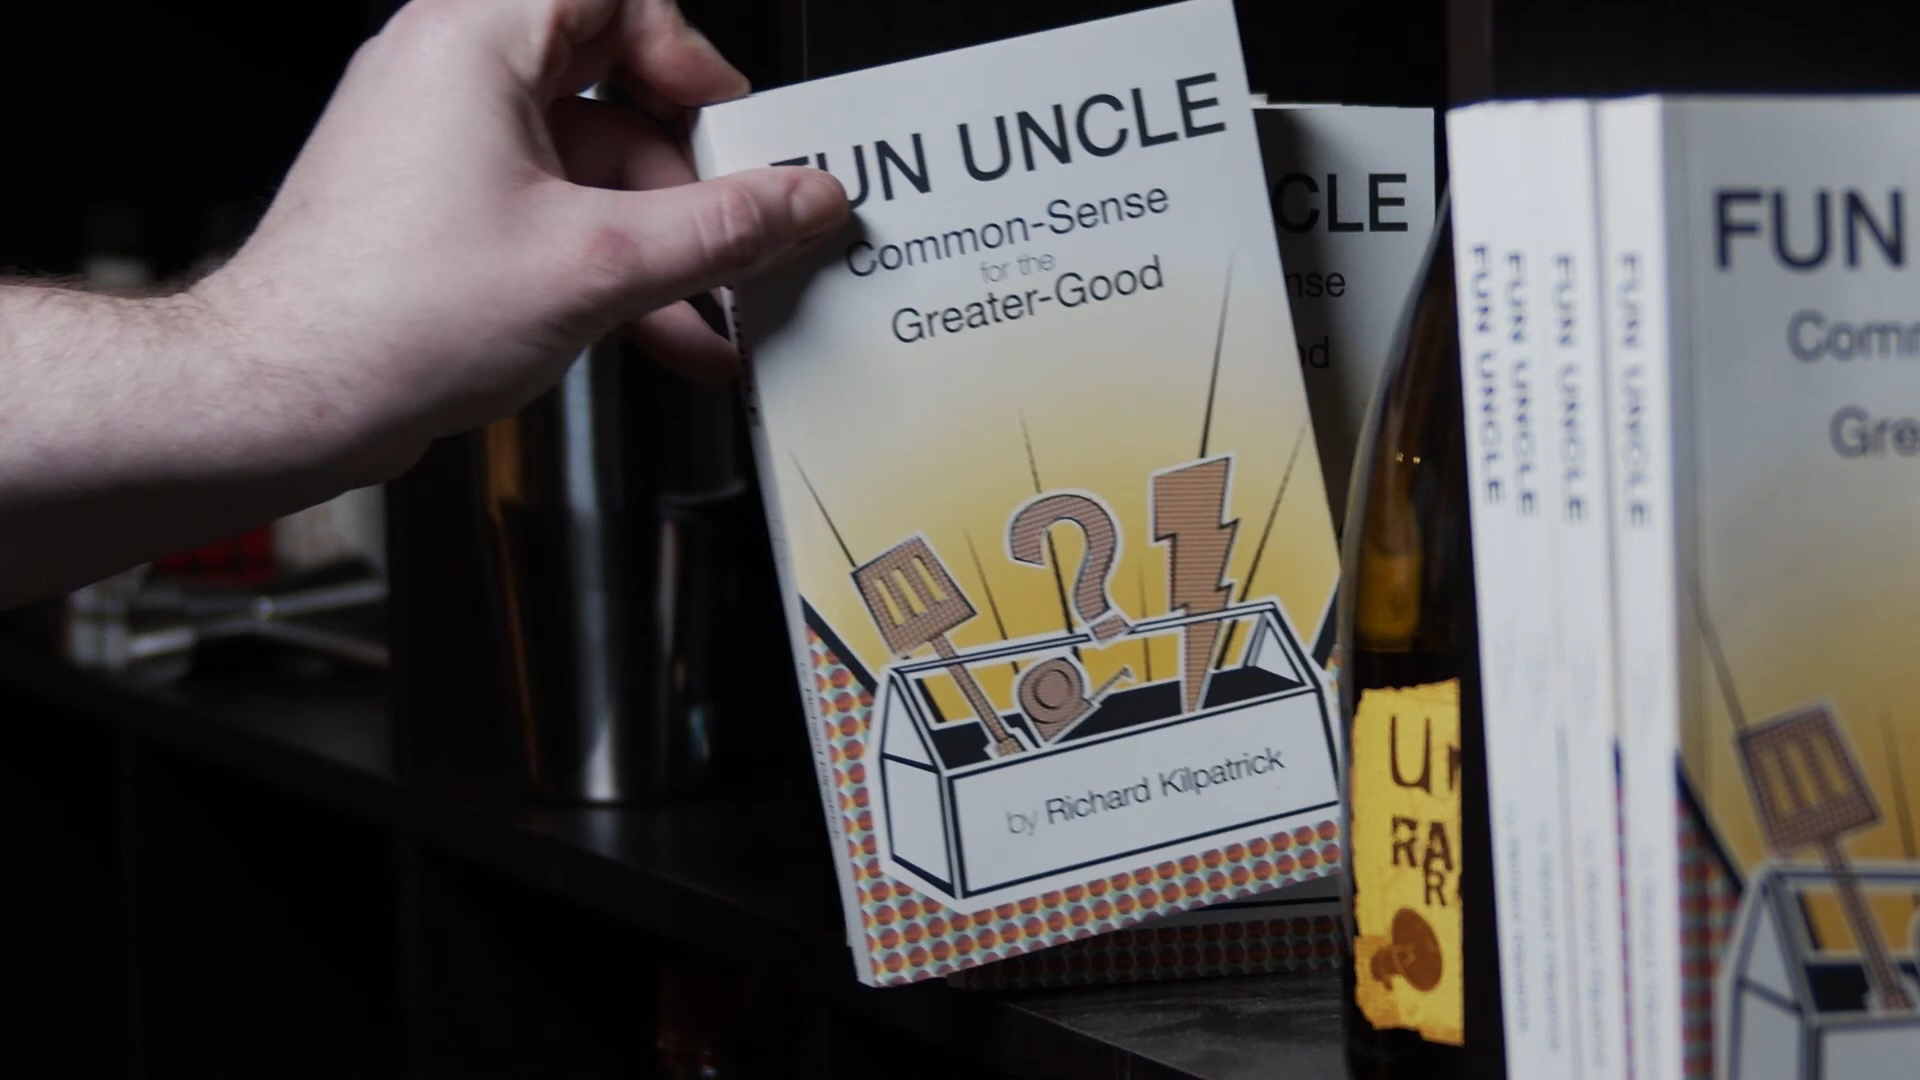 FUN UNCLE
Common-Sense
for the
Greater-Good
by Richard Kilpatrick
CLE
nse
od
FUN UNCLE
FUN UNCLE
FUN UNCLE
FUN UNCLE
FUN
Comm
Gre